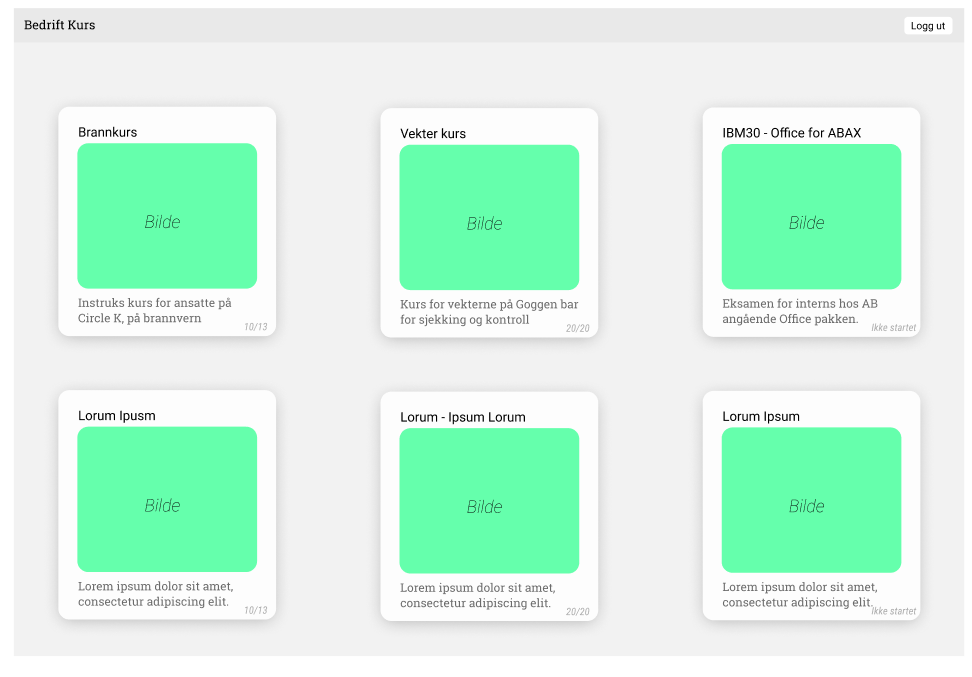 Bedrift Kurs
Logg ut
Brannkurs
Bilde
Instruks kurs for ansatte på
Circle K, på brannvern
10/13
Vekter kurs
Bilde
Kurs for vekterne på Goggen bar
for sjekking og kontroll
20/20
IBM30 - Office for ABAX
Bilde
Eksamen for interns hos AB
angående Office pakken.
Ikke startet
Lorum Ipusm
Bilde
Lorem ipsum dolor sit amet,
consectetur adipiscing elit.
10/13
Lorum - Ipsum Lorum
Bilde
Lorem ipsum dolor sit amet,
consectetur adipiscing elit.
20/20
Lorum Ipsum
Bilde
Lorem ipsum dolor sit amet,
consectetur adipiscing elit.
Ikke startet